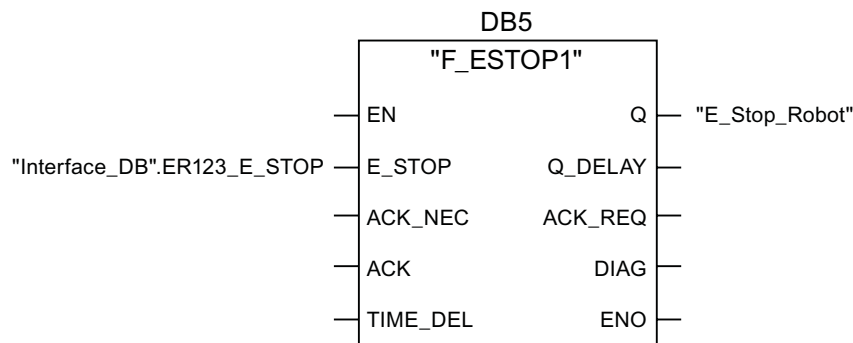 DB5
"F_ESTOP1"
EN Q "E_Stop_Robot"
"Interface_DB".ER123_E_STOP E_STOP Q_DELAY
ACK_NEC ACK_REQ
ACK DIAG
TIME_DEL ENO